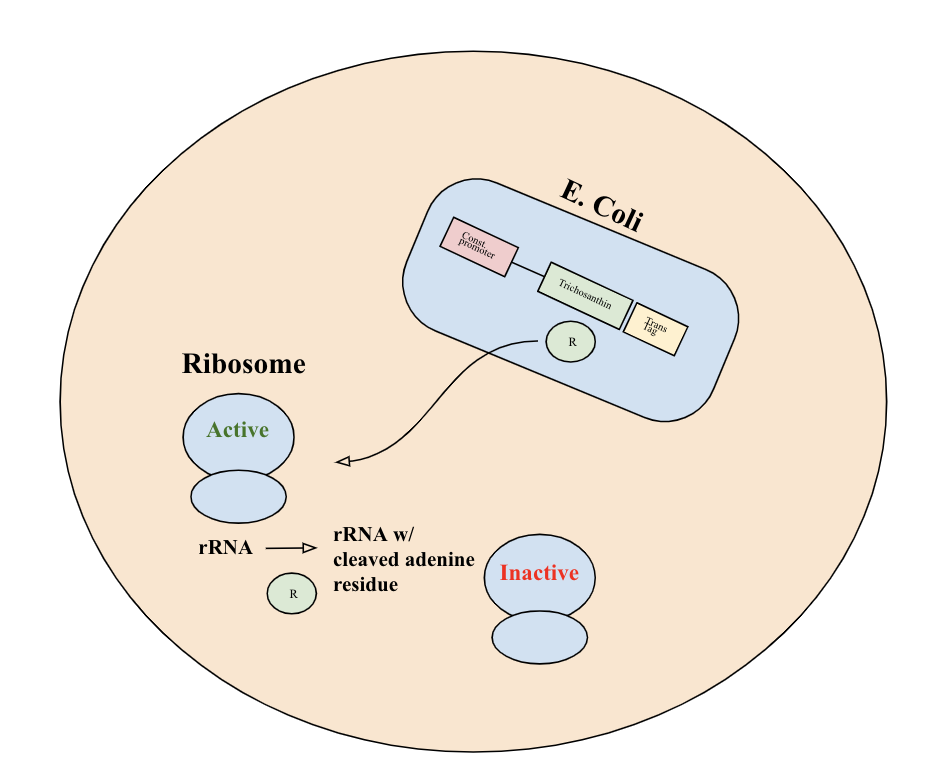 E. Coli
Const.
promoter
Trichosanthin
Trans
Tag
R
Ribosome
Active
rRNA
rRNA w/
cleaved adenine
residue
R
Inactive